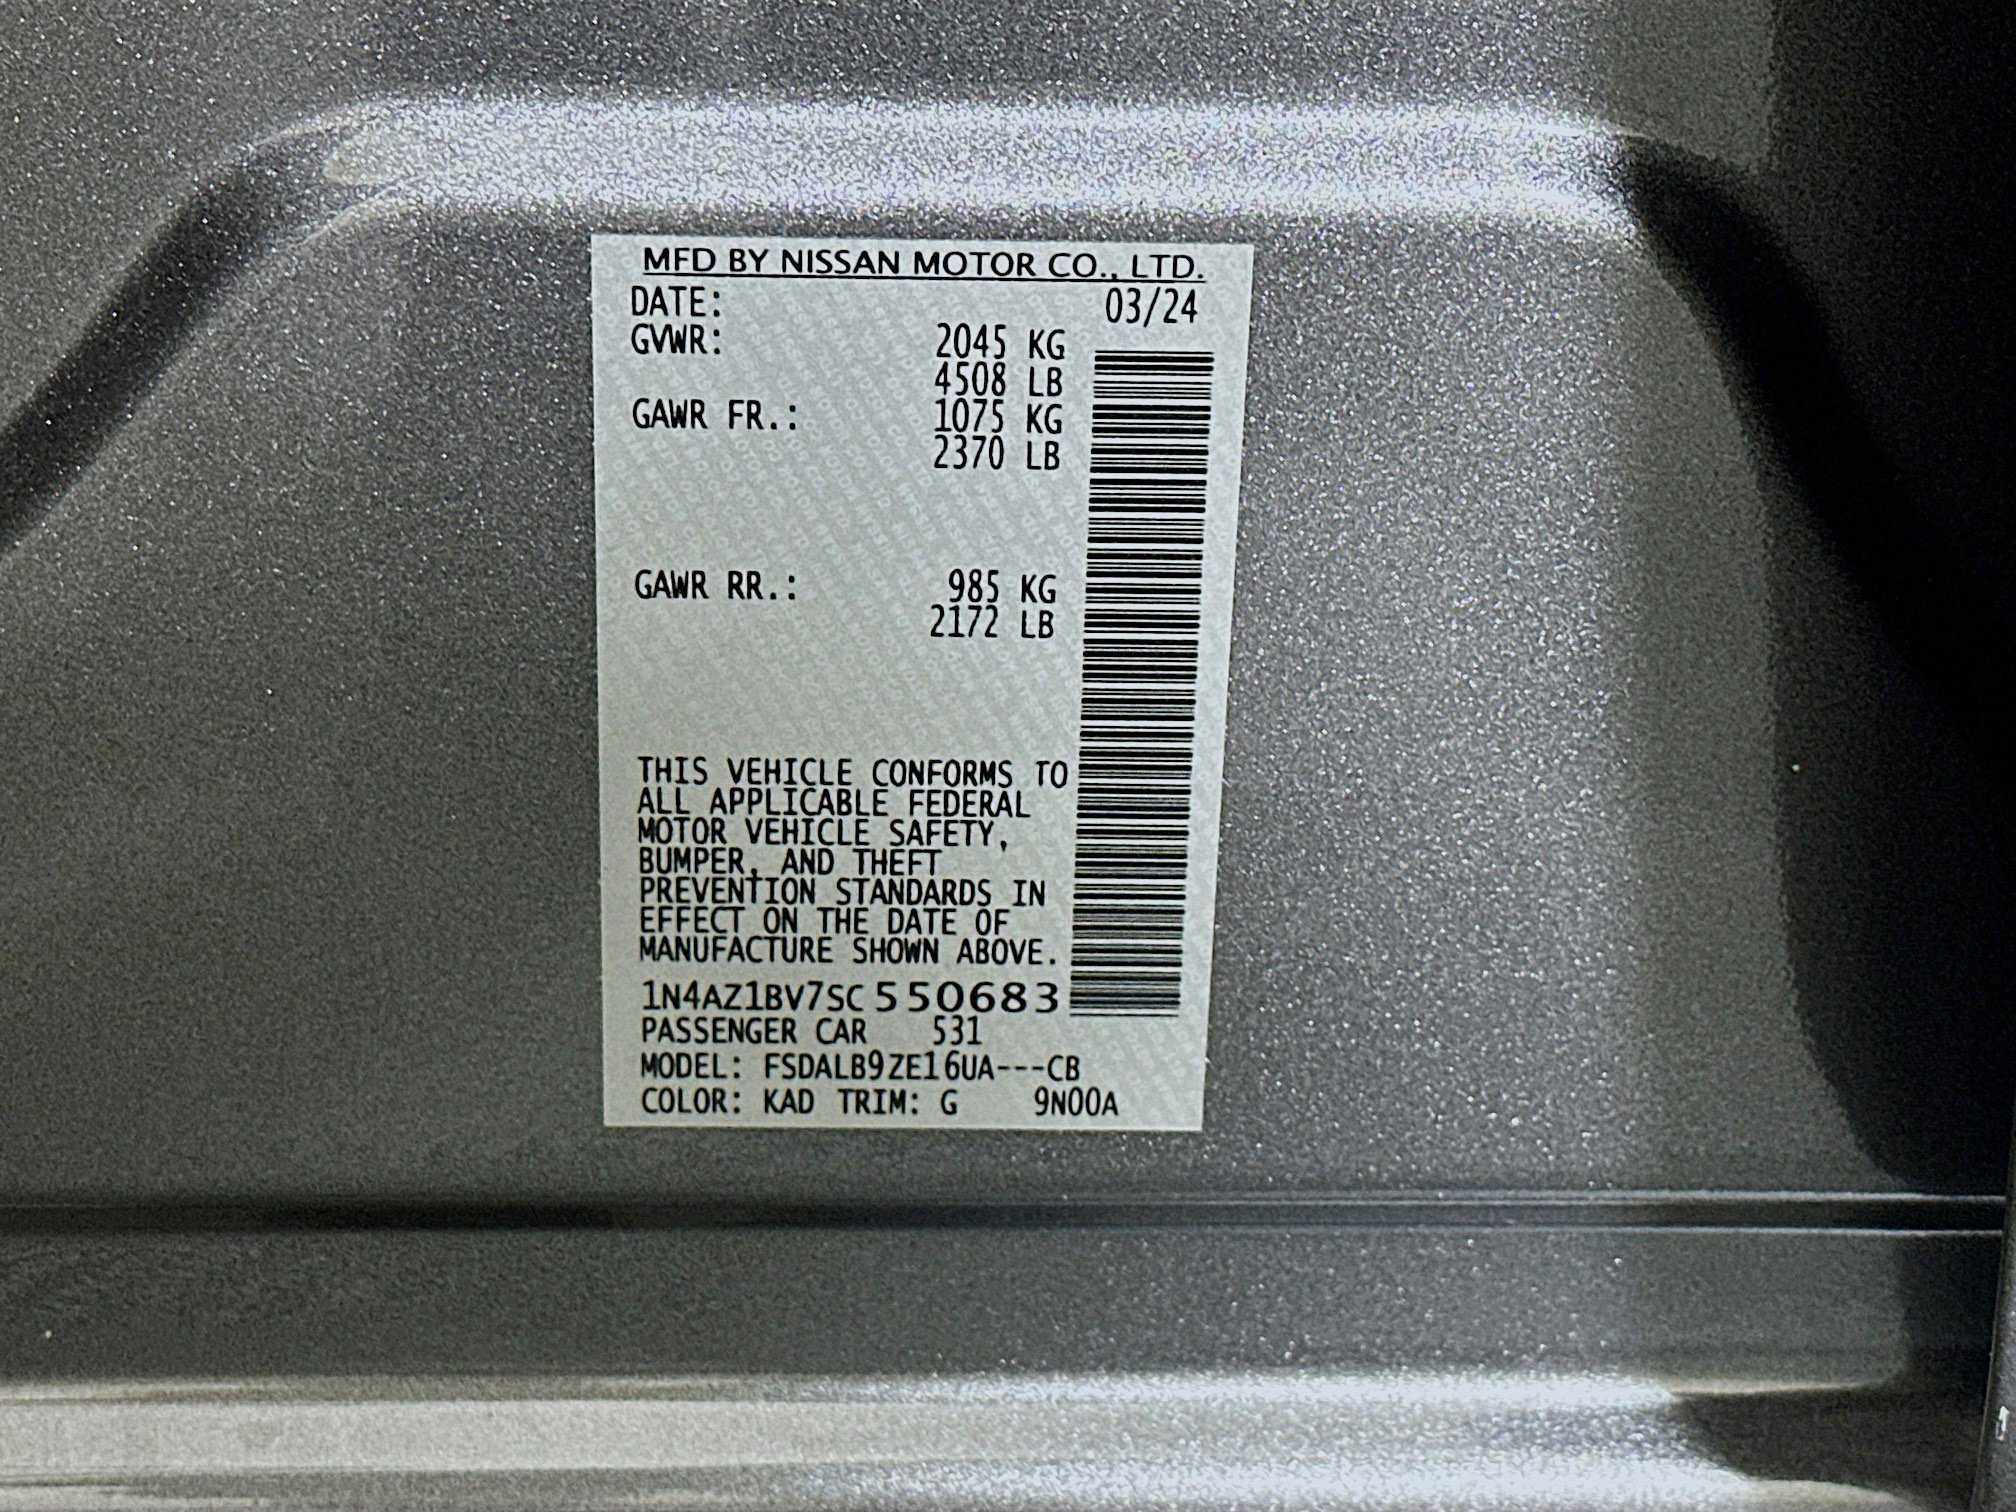 MFD BY NISSAN MOTOR CO., LTD.
DATE: 03/24
GVWR: 2045 KG
4508 LB
GAWR FR.: 1075 KG
2370 LB
GAWR RR.: 985 KG
2172 LB
THIS VEHICLE CONFORMS TO
ALL APPLICABLE FEDERAL
MOTOR VEHICLE SAFETY,
BUMPER, AND THEFT
PREVENTION STANDARDS IN
EFFECT ON THE DATE OF
MANUFACTURE SHOWN ABOVE.
1N4AZ1BV7SC550683
PASSENGER CAR 531
MODEL: FSDALB9ZE16UA---CB
COLOR: KAD TRIM: G 9N00A